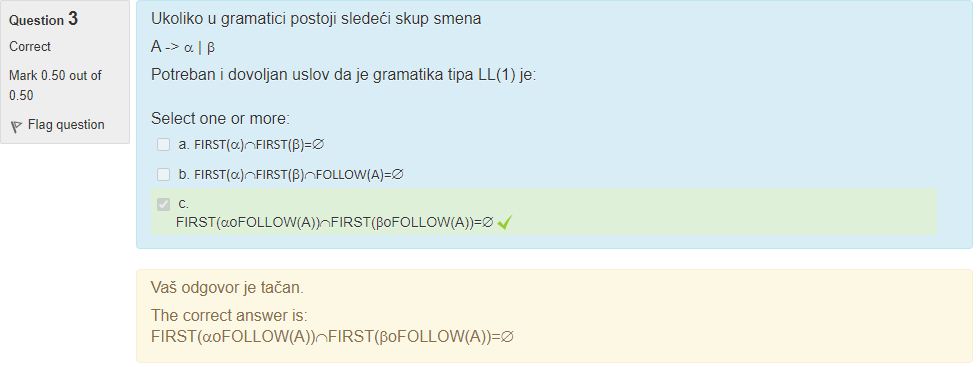 Question 3
Correct
Mark 0.50 out of
0.50
Flag question
Ukoliko u gramatici postoji sledeći skup smena
A -> α | β
Potreban i dovoljan uslov da je gramatika tipa LL(1) je:
Select one or more:
a. FIRST(α)∩FIRST(β)=∅
b. FIRST(α)∩FIRST(β)∩FOLLOW(A)=∅
c.
FIRST(αoFOLLOW(A))∩FIRST(βoFOLLOW(A))=∅
Vaš odgovor je tačan.
The correct answer is:
FIRST(αoFOLLOW(A))∩FIRST(βoFOLLOW(A))=∅